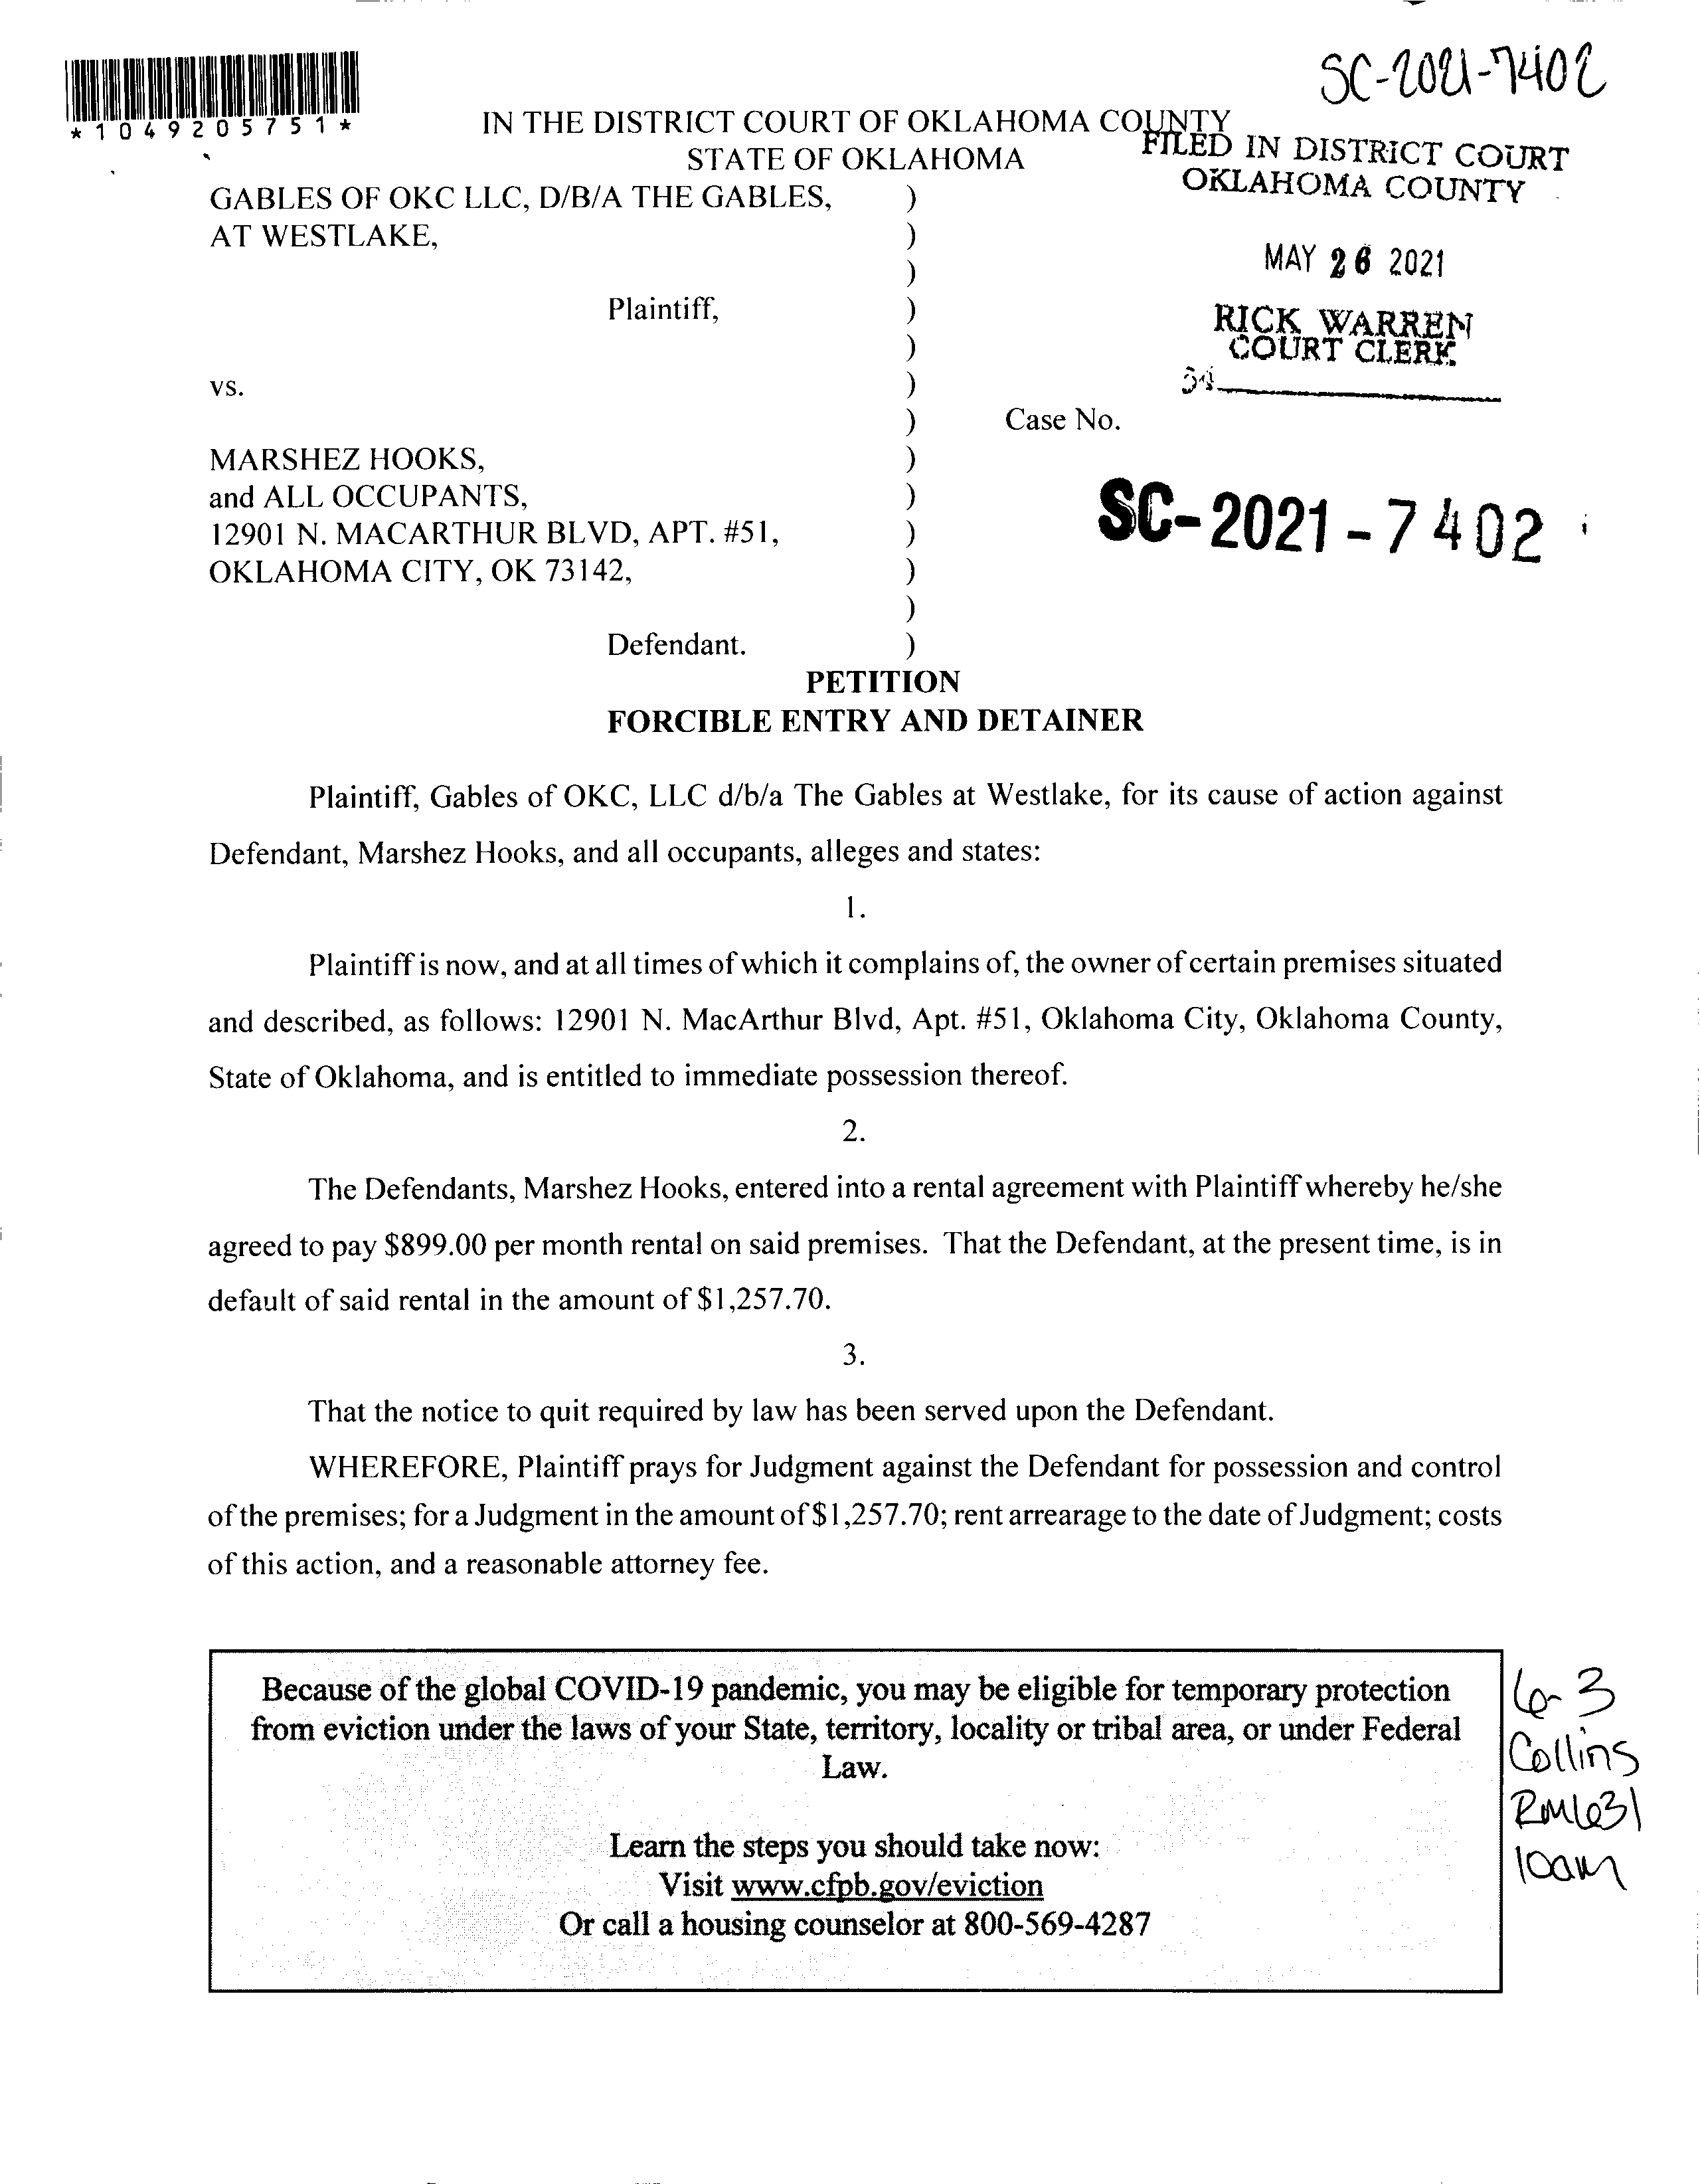 SC-2021-7402
*1049205751*
IN THE DISTRICT COURT OF OKLAHOMA COUNTY
STATE OF OKLAHOMA
FILED IN DISTRICT COURT
OKLAHOMA COUNTY
GABLES OF OKC LLC, D/B/A THE GABLES, )
AT WESTLAKE, )
)
MAY 26 2021
Plaintiff, )
RICK WARREN
COURT CLERK
)
vs. )
) Case No.
MARSHEZ HOOKS, )
and ALL OCCUPANTS, )
SC-2021-7402
12901 N. MACARTHUR BLVD, APT. #51, )
OKLAHOMA CITY, OK 73142, )
)
Defendant. )
PETITION
FORCIBLE ENTRY AND DETAINER
Plaintiff, Gables of OKC, LLC d/b/a The Gables at Westlake, for its cause of action against
Defendant, Marshez Hooks, and all occupants, alleges and states:
1.
Plaintiff is now, and at all times of which it complains of, the owner of certain premises situated
and described, as follows: 12901 N. MacArthur Blvd, Apt. #51, Oklahoma City, Oklahoma County,
State of Oklahoma, and is entitled to immediate possession thereof.
2.
The Defendants, Marshez Hooks, entered into a rental agreement with Plaintiff whereby he/she
agreed to pay $899.00 per month rental on said premises. That the Defendant, at the present time, is in
default of said rental in the amount of $1,257.70.
3.
That the notice to quit required by law has been served upon the Defendant.
WHEREFORE, Plaintiff prays for Judgment against the Defendant for possession and control
of the premises; for a Judgment in the amount of $1,257.70; rent arrearage to the date of Judgment; costs
of this action, and a reasonable attorney fee.
Because of the global COVID-19 pandemic, you may be eligible for temporary protection
from eviction under the laws of your State, territory, locality or tribal area, or under Federal
Law.
Learn the steps you should take now:
Visit www.cfpb.gov/eviction
Or call a housing counselor at 800-569-4287
6-3
Collins
RM631
10am